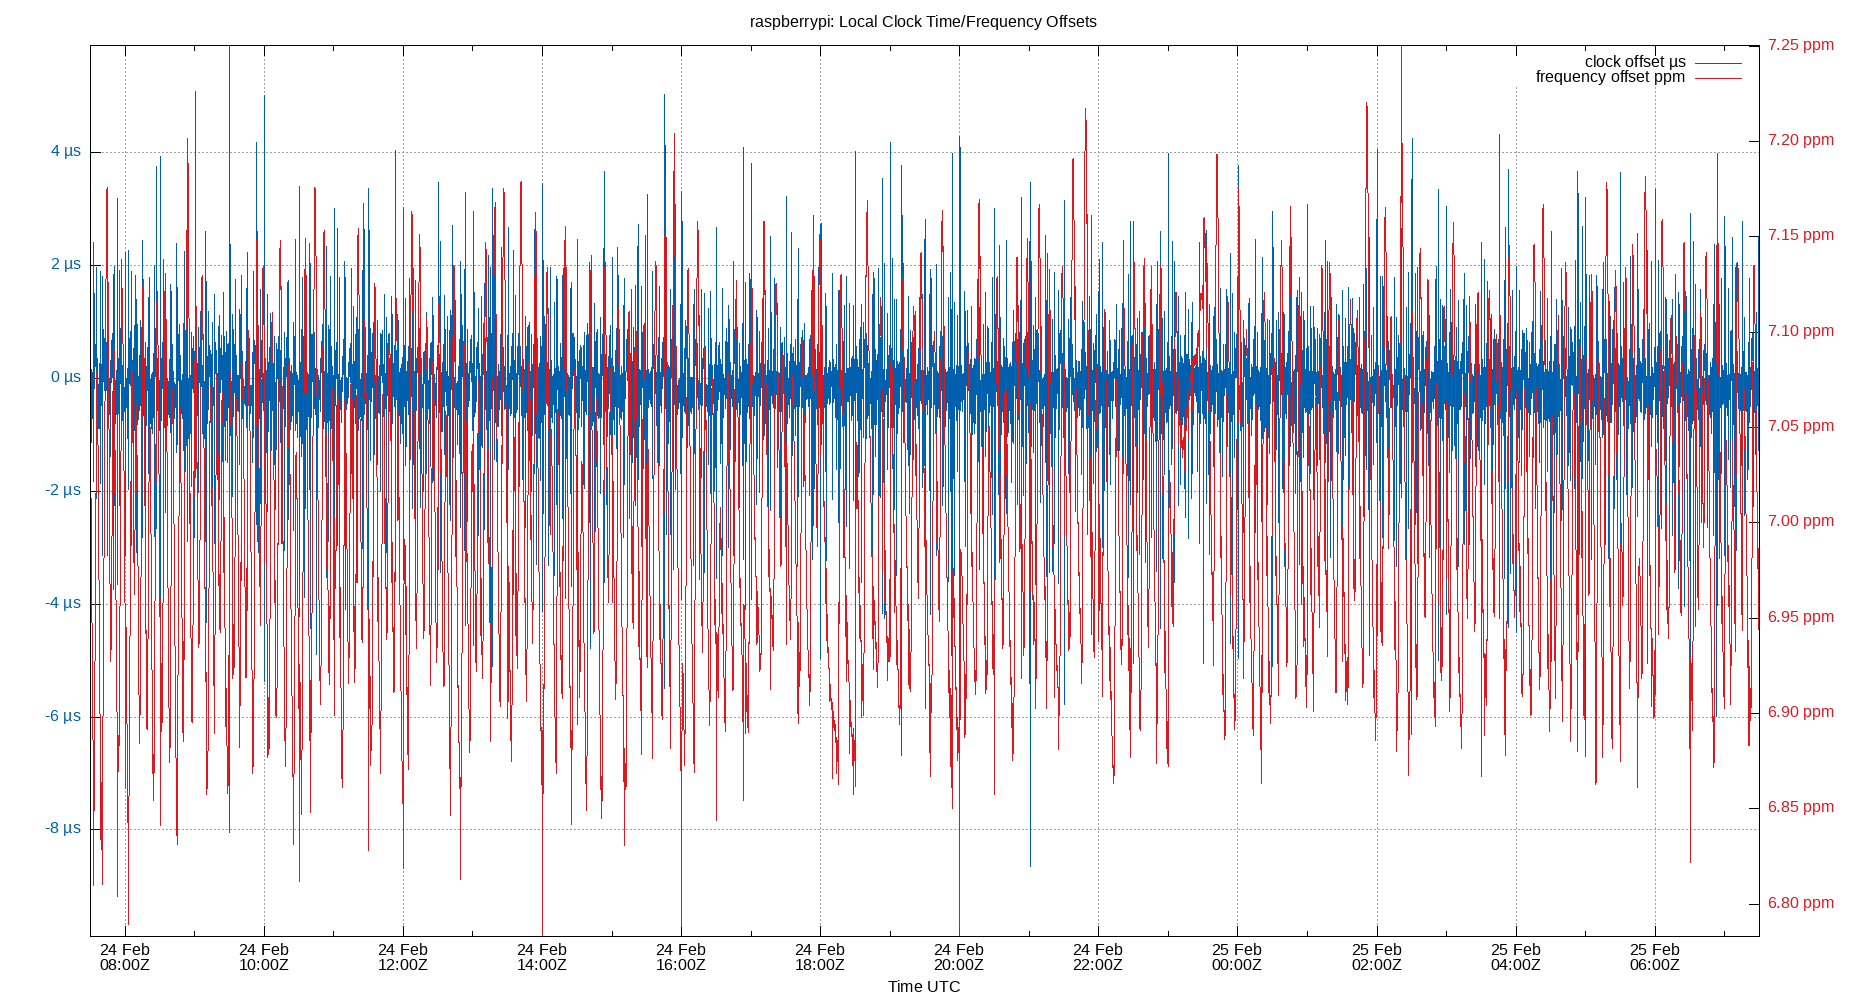 raspberrypi: Local Clock Time/Frequency Offsets
7.25 ppm
clock offset µs
frequency offset ppm
4 µs
7.20 ppm
2 µs
7.15 ppm
7.10 ppm
0 µs
7.05 ppm
-2 µs
7.00 ppm
-4 µs
6.95 ppm
-6 µs
6.90 ppm
-8 µs
6.85 ppm
6.80 ppm
24 Feb 24 Feb 24 Feb 24 Feb 24 Feb 24 Feb 24 Feb 24 Feb 25 Feb 25 Feb 25 Feb 25 Feb
08:00Z 10:00Z 12:00Z 14:00Z 16:00Z 18:00Z 20:00Z 22:00Z 00:00Z 02:00Z 04:00Z 06:00Z
Time UTC